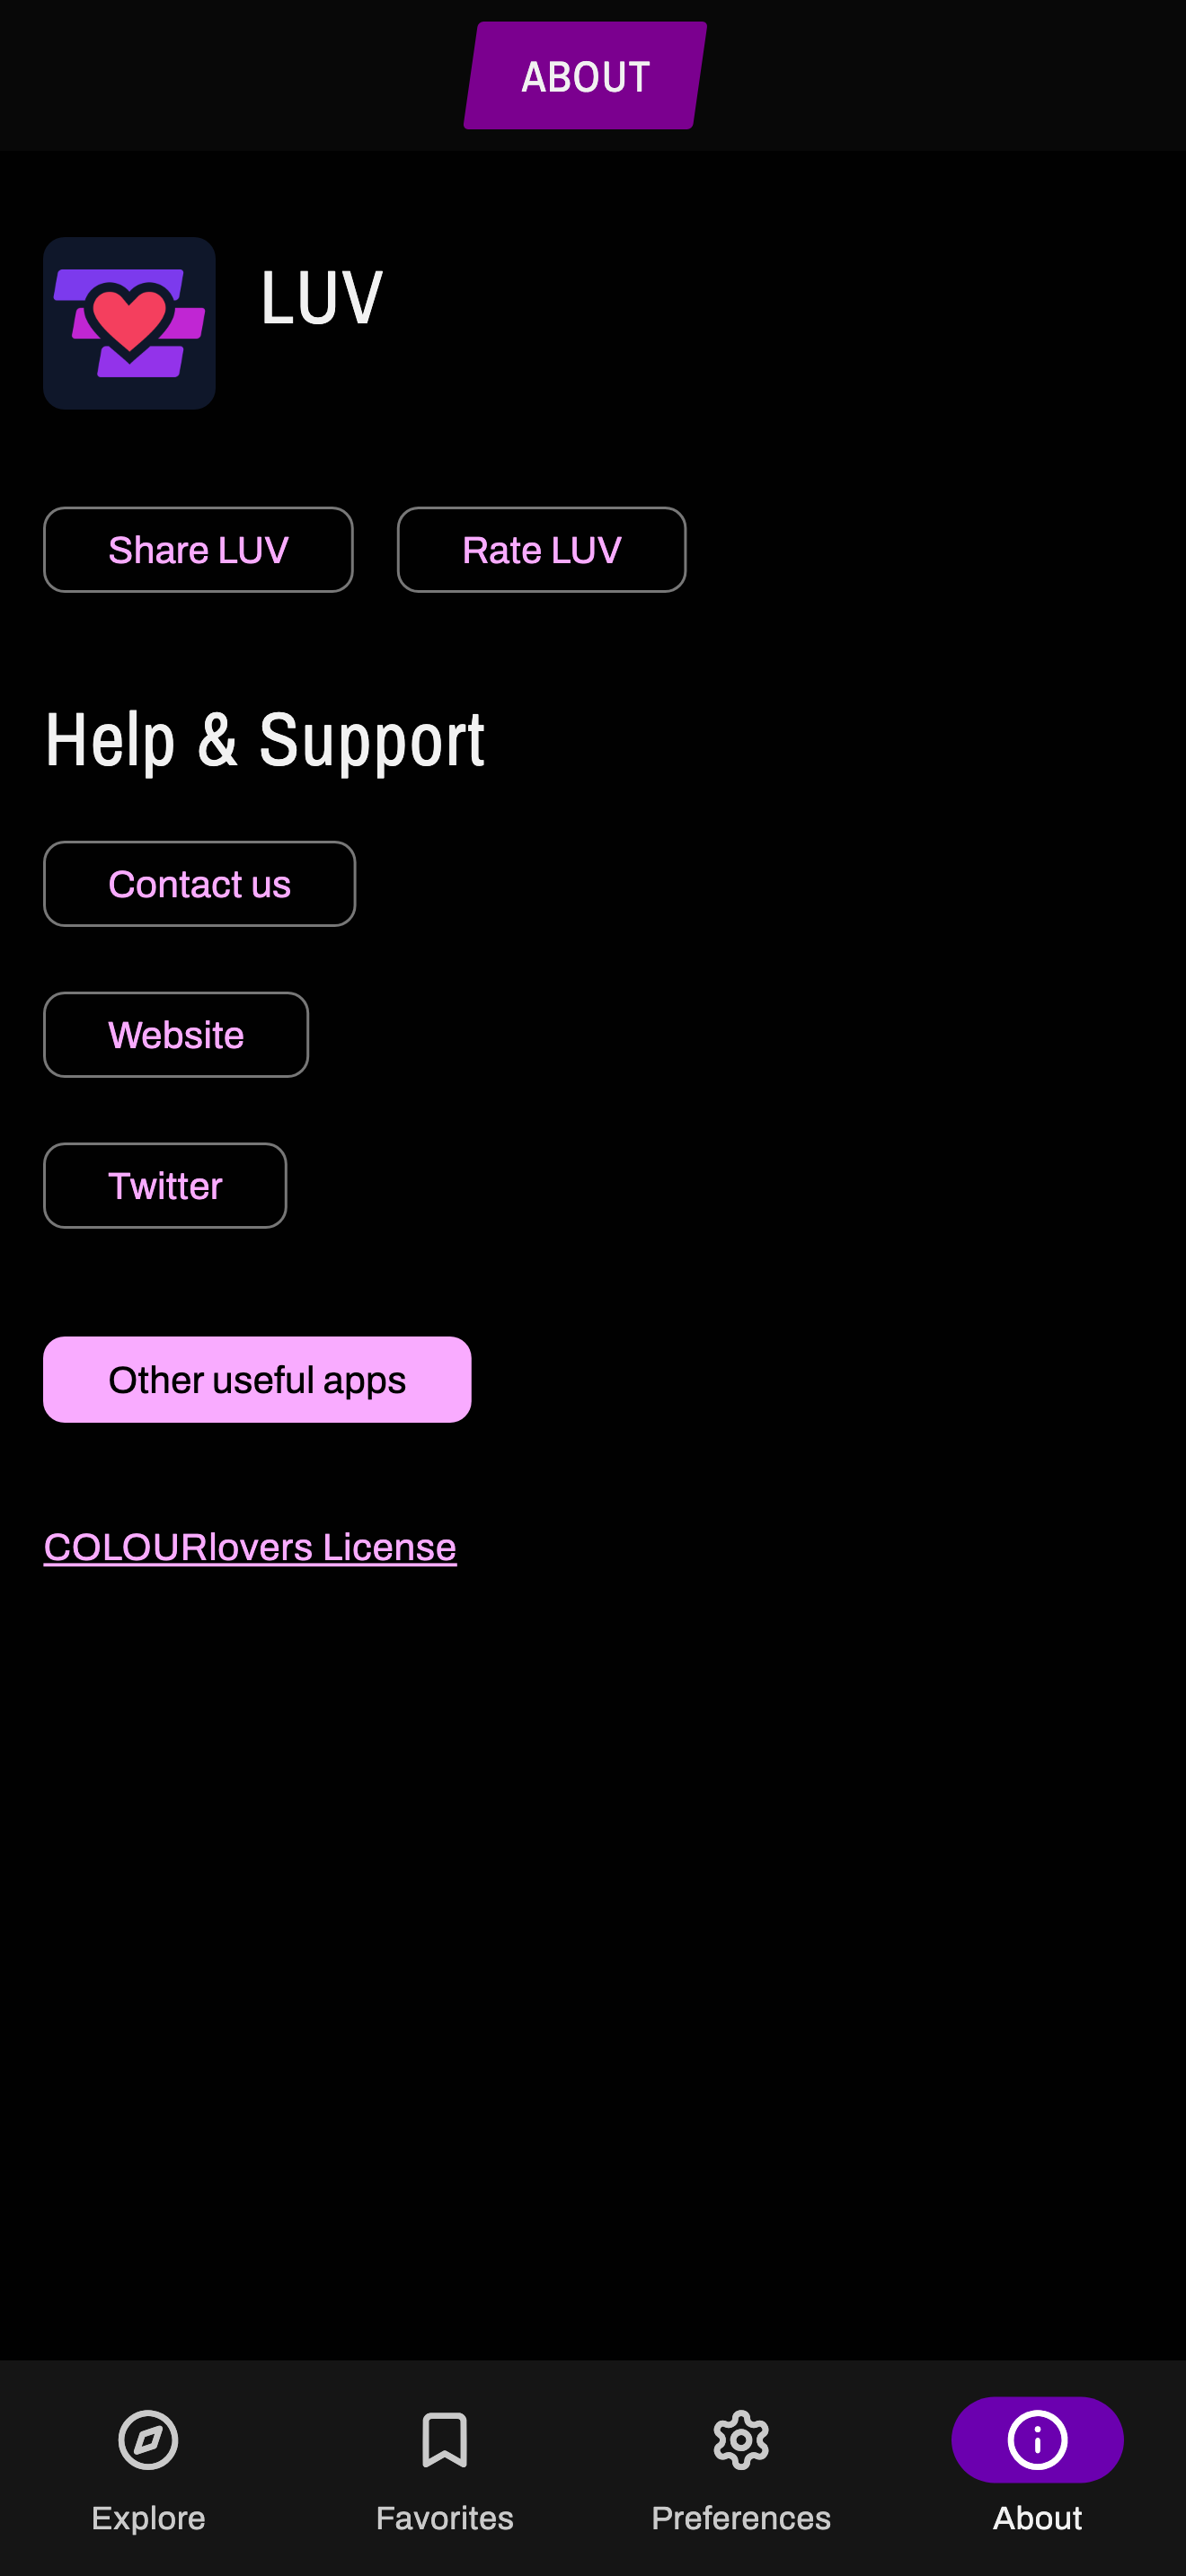 ABOUT
LUV
Share LUV Rate LUV
Help & Support
Contact us
Website
Twitter
Other useful apps
COLOURlovers License
Explore Favorites Preferences About